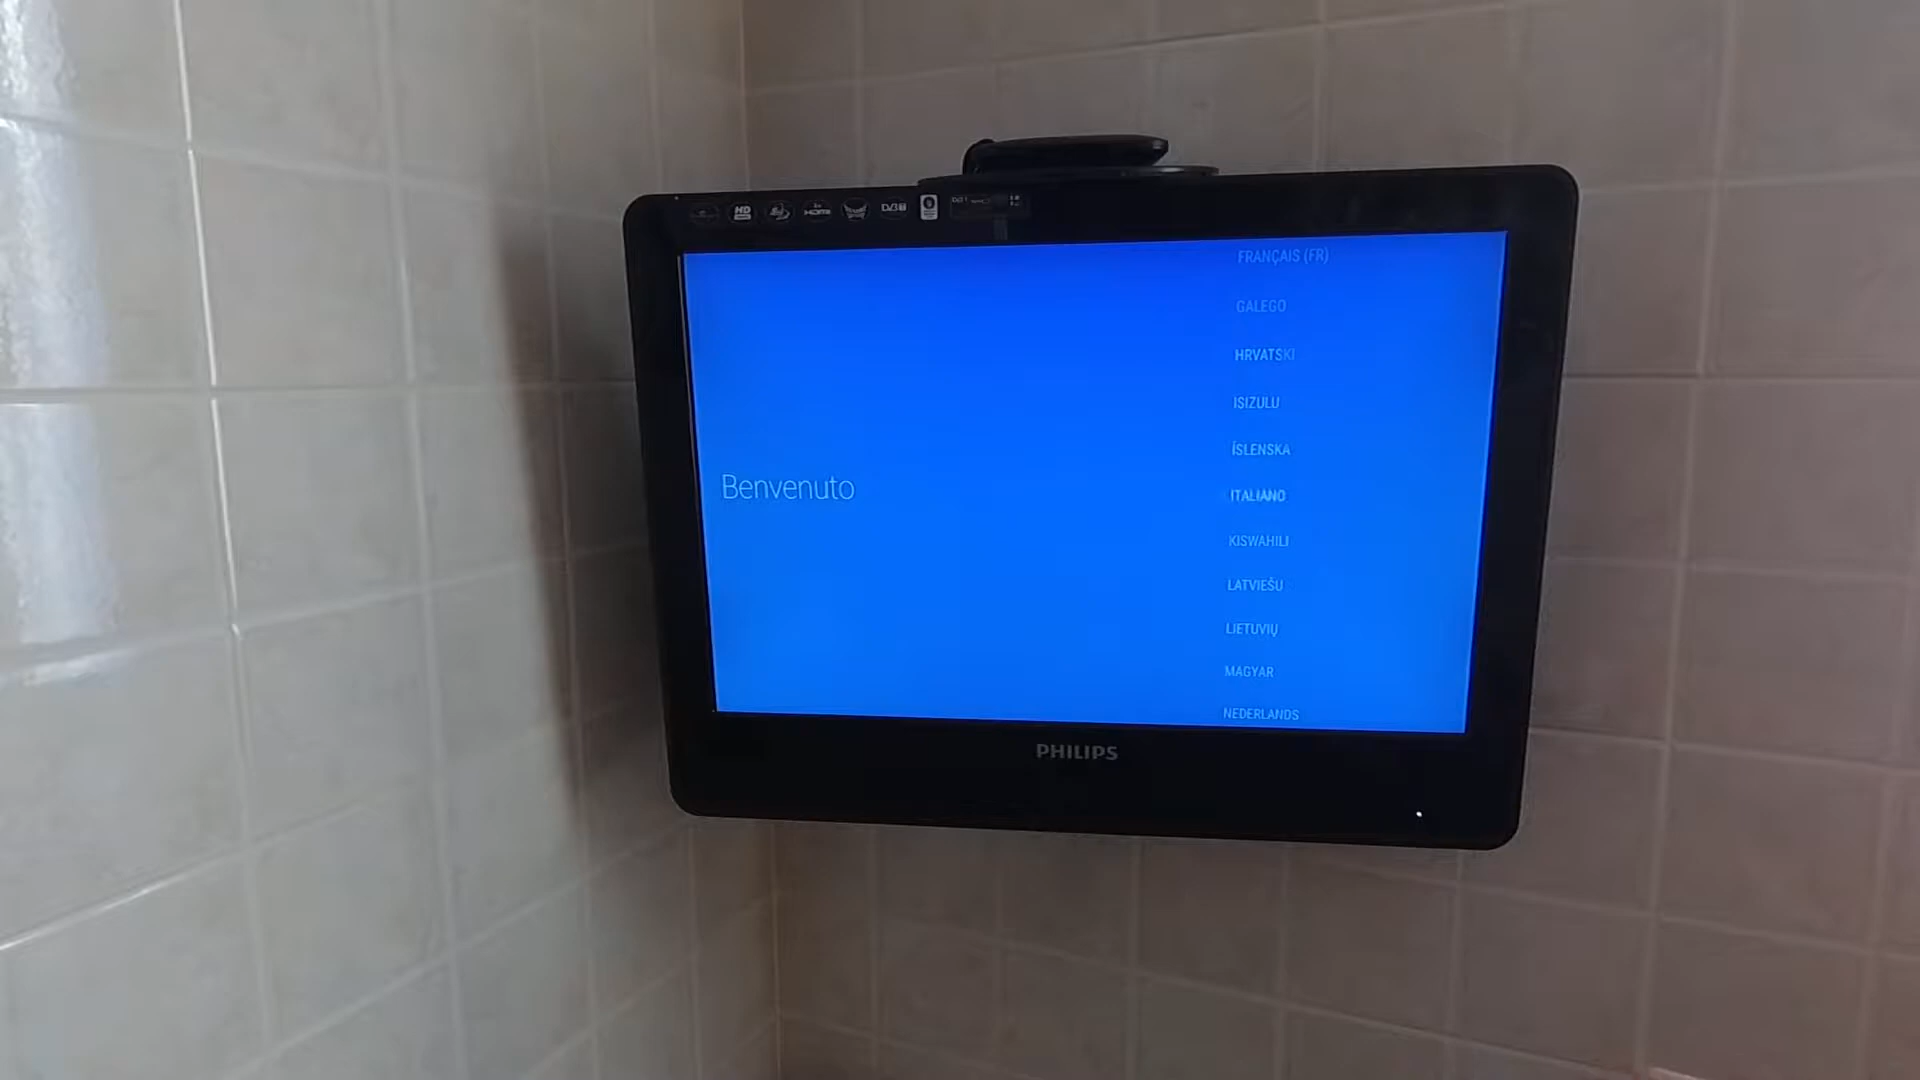 HD
HDMI
DVB T
Benvenuto
FRANÇAIS (FR)
GALEGO
HRVATSKI
ISIZULU
ÍSLENSKA
ITALIANO
KISWAHILI
LATVIEŠU
LIETUVIŲ
MAGYAR
NEDERLANDS
PHILIPS